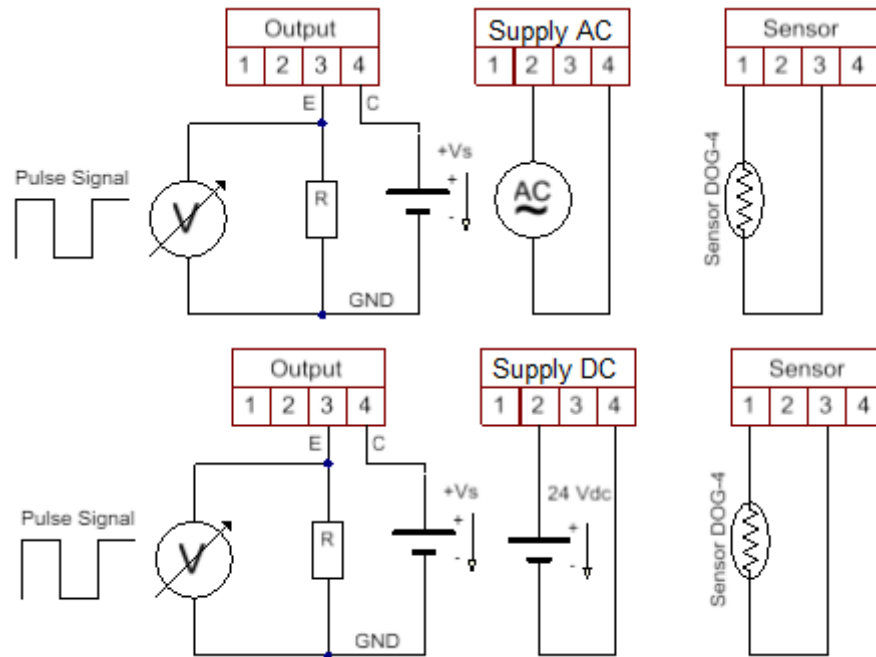 Output
Supply AC
Sensor
1 2 3 4
1 2 3 4
1 2 3 4
E C
+Vs
Pulse Signal
+
V
R
AC
~
-
Sensor DOG-4
GND
Output
Supply DC
Sensor
1 2 3 4
1 2 3 4
1 2 3 4
E C
+Vs
24 Vdc
Pulse Signal
+
+
V
R
-
-
Sensor DOG-4
GND